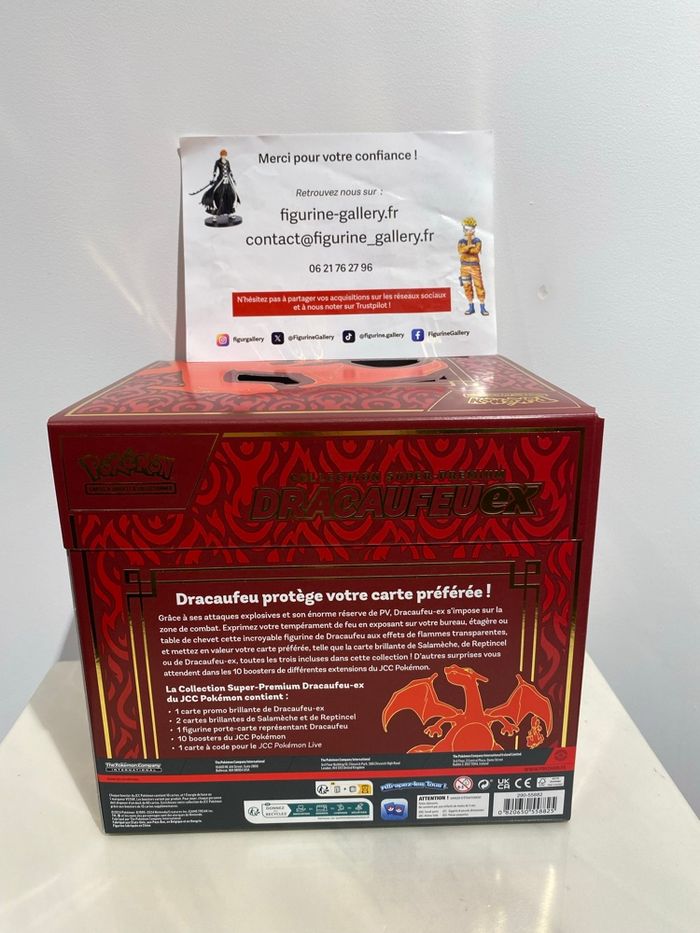 Merci pour votre confiance !
Retrouvez nous sur :
figurine-gallery.fr
contact@figurine_gallery.fr
06 21 76 27 96
N'hésitez pas à partager vos acquisitions sur les réseaux sociaux
et à nous noter sur Trustpilot !
figurgallery @FigurineGallery @figurine.gallery FigurineGallery
POKÉMON
COLLECTION SUPER-PREMIUM
DRACAUFEU ex
Dracaufeu protège votre carte préférée !
Grâce à ses attaques explosives et son énorme réserve de PV, Dracaufeu-ex s'impose sur la
zone de combat. Exprimez votre tempérament de feu en exposant sur votre bureau, étagère ou
table de chevet cette incroyable figurine de Dracaufeu aux effets de flammes transparentes,
et mettez en valeur votre carte préférée, telle que la carte brillante de Salamèche, de Reptincel
ou de Dracaufeu-ex, toutes les trois incluses dans cette collection ! D'autres surprises vous
attendent dans les 10 boosters de différentes extensions du JCC Pokémon.
La Collection Super-Premium Dracaufeu-ex
du JCC Pokémon contient :
• 1 carte promo brillante de Dracaufeu-ex
• 2 cartes brillantes de Salamèche et de Reptincel
• 1 figurine porte-carte représentant Dracaufeu
• 10 boosters du JCC Pokémon
• 1 carte à code pour le JCC Pokémon Live
The Pokémon Company
INTERNATIONAL
Attrapez-les Tous !
ATTENTION !
290-55882
0 820650 558825